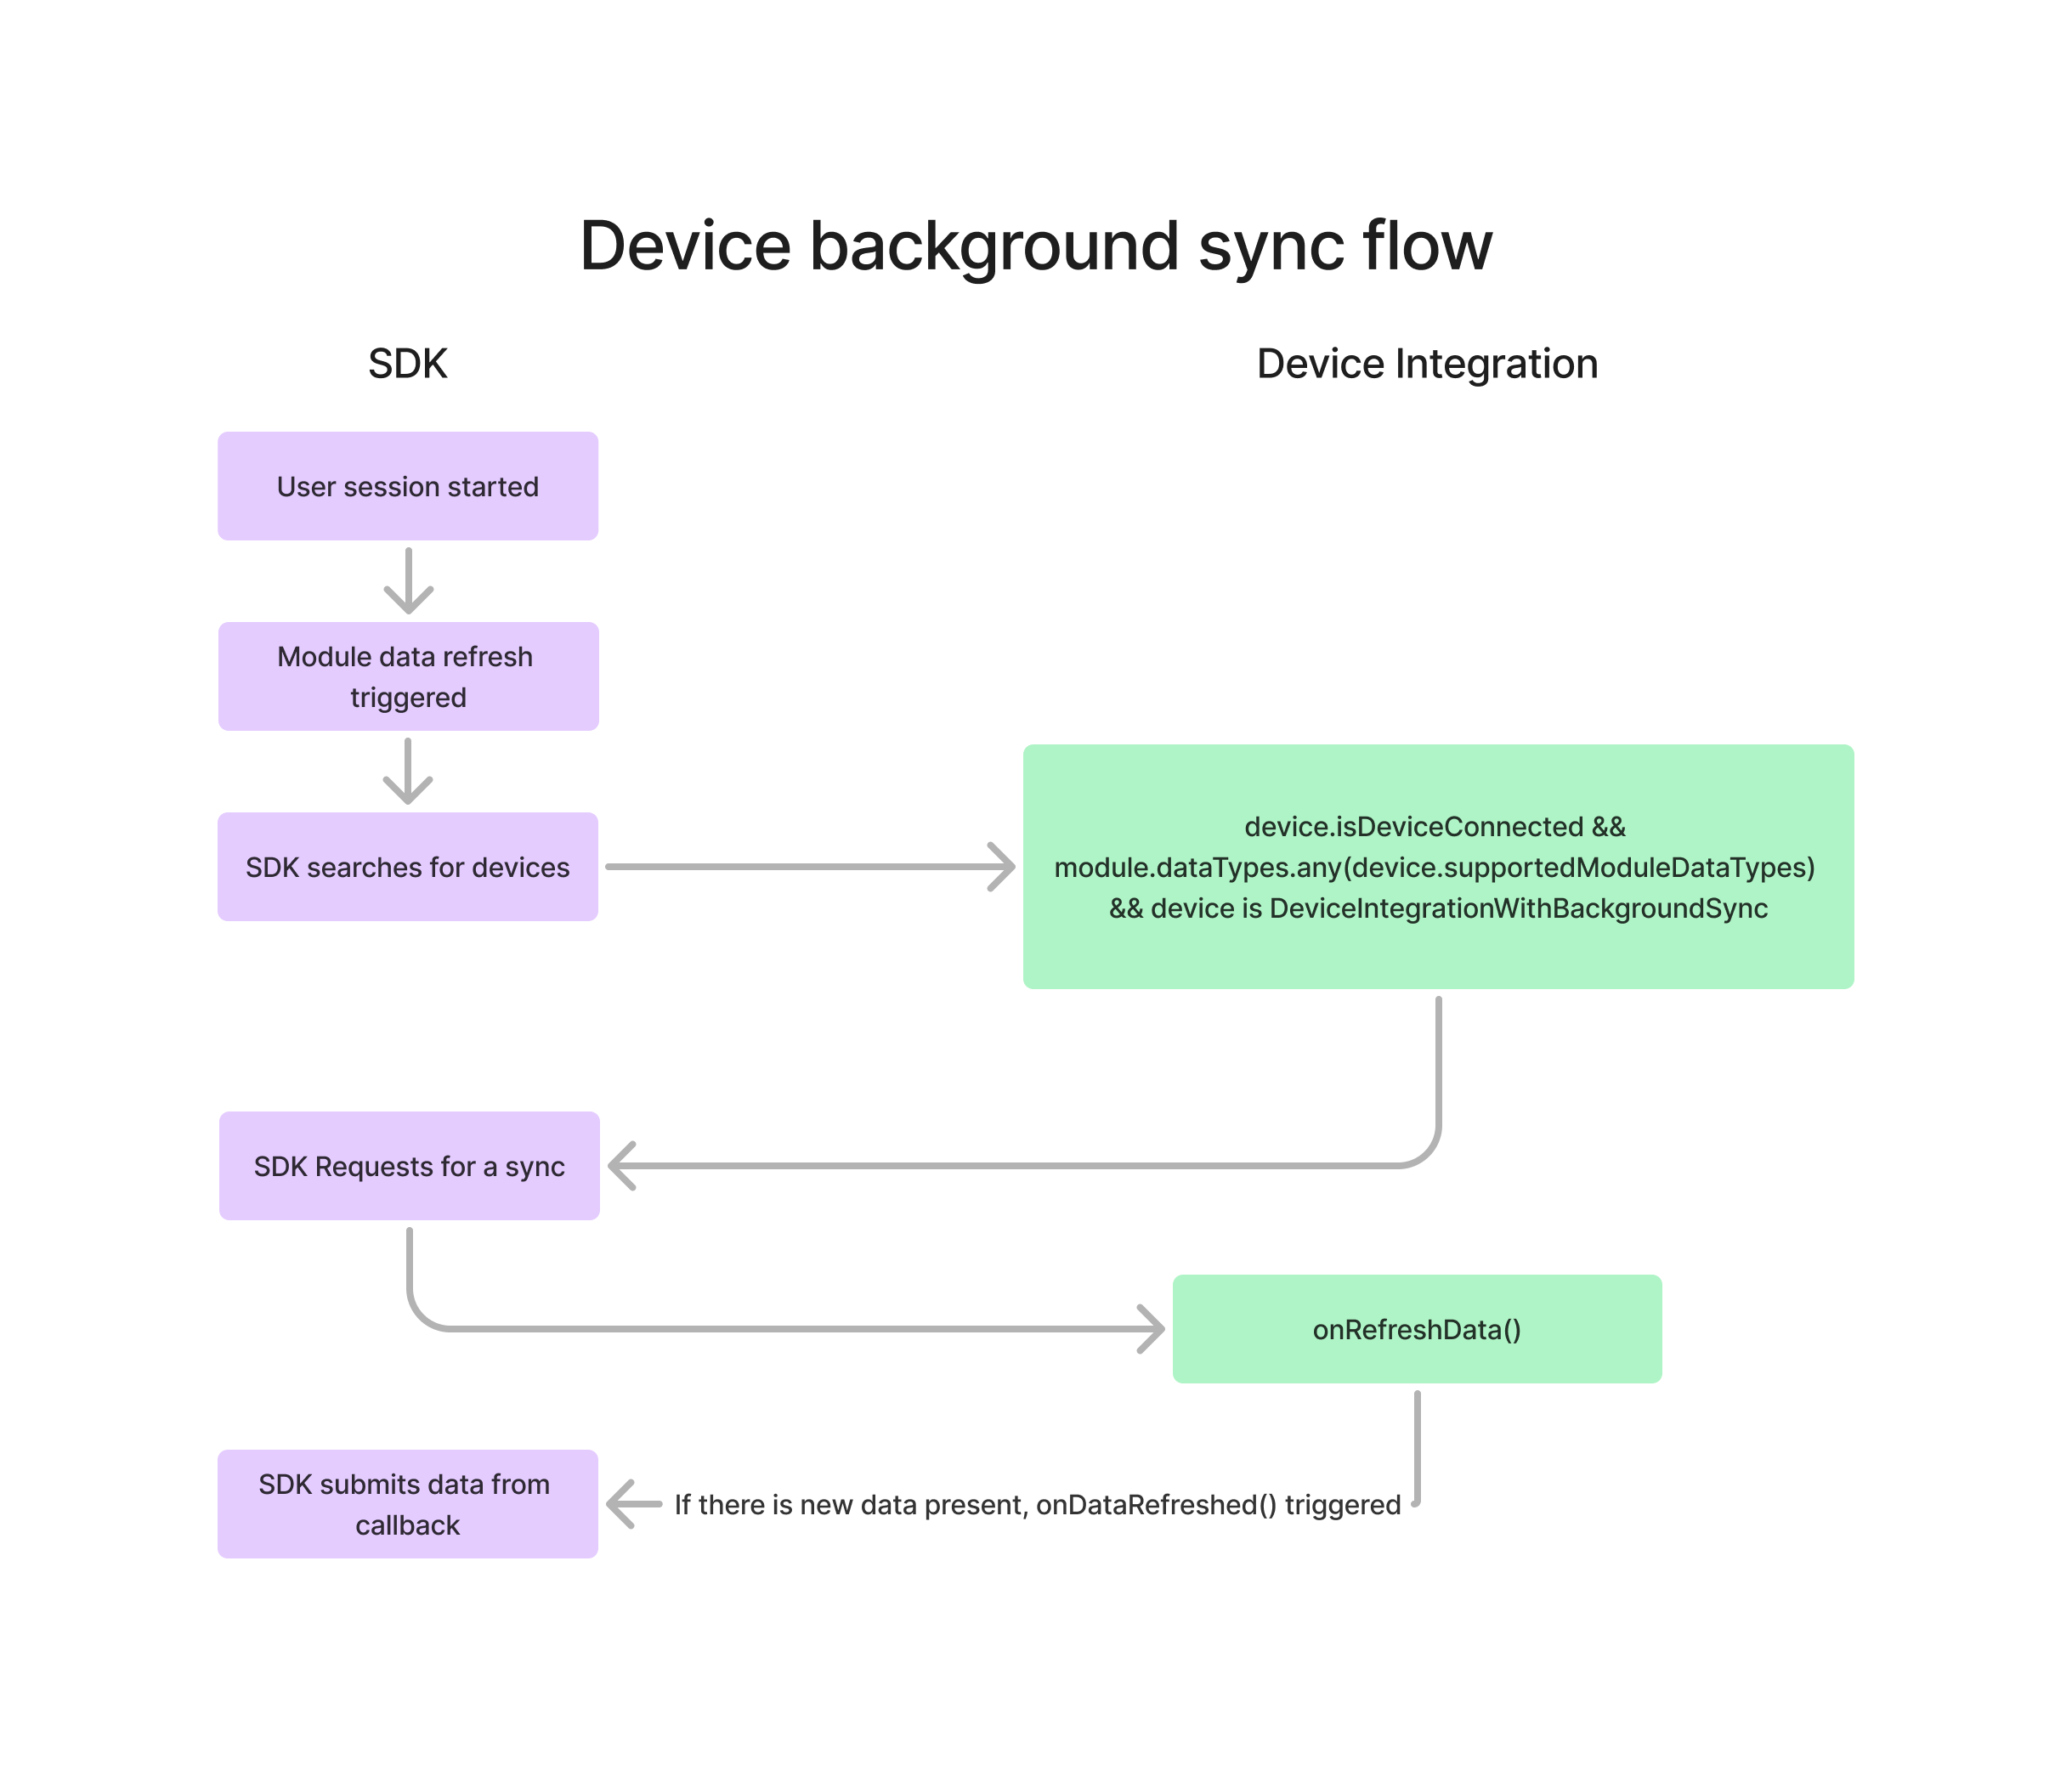 Device background sync flow
SDK
Device Integration
User session started
Module data refresh
triggered
SDK searches for devices
device.isDeviceConnected &&
module.dataTypes.any(device.supportedModuleDataTypes)
&& device is DeviceIntegrationWithBackgroundSync
SDK Requests for a sync
onRefreshData()
SDK submits data from
callback
If there is new data present, onDataRefreshed() triggered